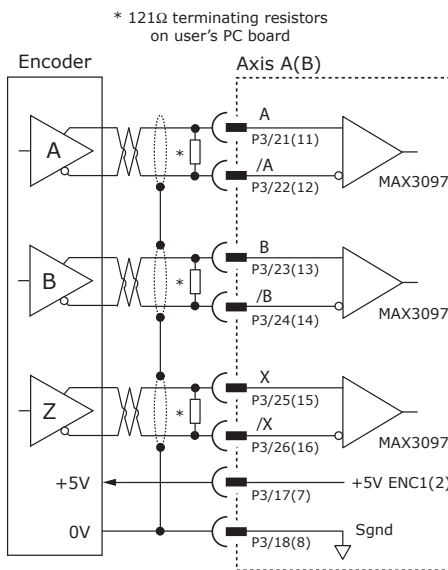 * 121Ω terminating resistors
on user's PC board
Encoder
Axis A(B)
A
A
P3/21(11)
/A
P3/22(12)
MAX3097
*
B
B
P3/23(13)
/B
P3/24(14)
MAX3097
*
Z
X
P3/25(15)
/X
P3/26(16)
MAX3097
*
+5V
P3/17(7)
+5V ENC1(2)
0V
P3/18(8)
Sgnd